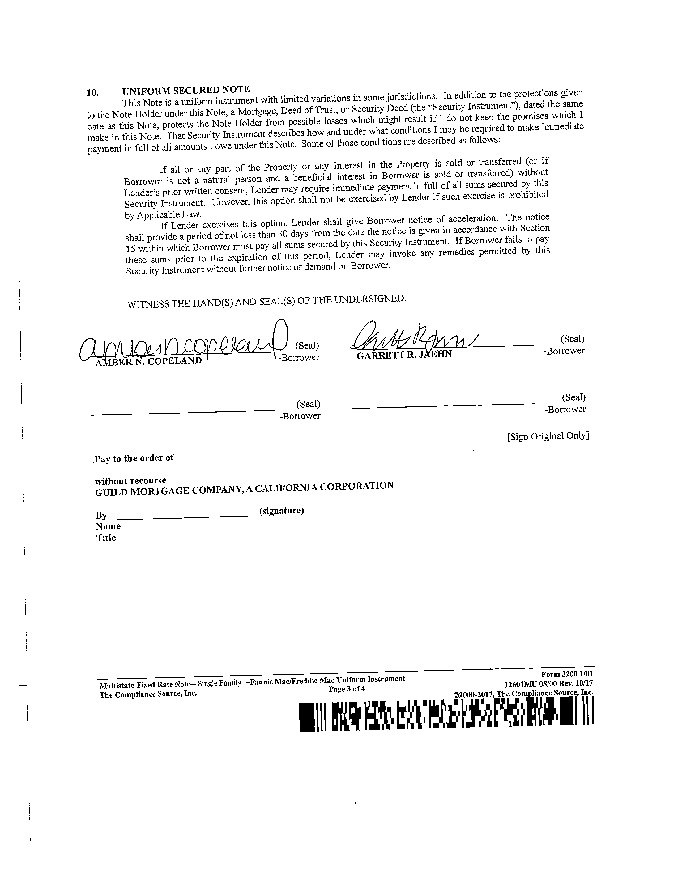 10. UNIFORM SECURED NOTE
This Note is a uniform instrument with limited variations in some jurisdictions. In addition to the protections given
to the Note Holder under this Note, a Mortgage, Deed of Trust, or Security Deed (the "Security Instrument"), dated the same
date as this Note, protects the Note Holder from possible losses which might result if I do not keep the promises which I
make in this Note. That Security Instrument describes how and under what conditions I may be required to make immediate
payment in full of all amounts I owe under this Note. Some of those conditions are described as follows:
If all or any part of the Property or any interest in the Property is sold or transferred (or if
Borrower is not a natural person and a beneficial interest in Borrower is sold or transferred) without
Lender's prior written consent, Lender may require immediate payment in full of all sums secured by this
Security Instrument. However, this option shall not be exercised by Lender if such exercise is prohibited
by Applicable Law.
If Lender exercises this option, Lender shall give Borrower notice of acceleration. The notice
shall provide a period of not less than 30 days from the date the notice is given in accordance with Section
15 within which Borrower must pay all sums secured by this Security Instrument. If Borrower fails to pay
these sums prior to the expiration of this period, Lender may invoke any remedies permitted by this
Security Instrument without further notice or demand on Borrower.
WITNESS THE HAND(S) AND SEAL(S) OF THE UNDERSIGNED.
AmberNCopeland (Seal) (Seal)
AMBER N. COPELAND -Borrower GARRETT R. JAEHN -Borrower
(Seal) (Seal)
-Borrower -Borrower
[Sign Original Only]
Pay to the order of
without recourse
GUILD MORTGAGE COMPANY, A CALIFORNIA CORPORATION
By (signature)
Name
Title
Multistate Fixed Rate Note—Single Family—Fannie Mae/Freddie Mac Uniform Instrument Form 3200 1/01
The Compliance Source, Inc. Page 3 of 4 Rev. 10/17
2017, The Compliance Source, Inc.